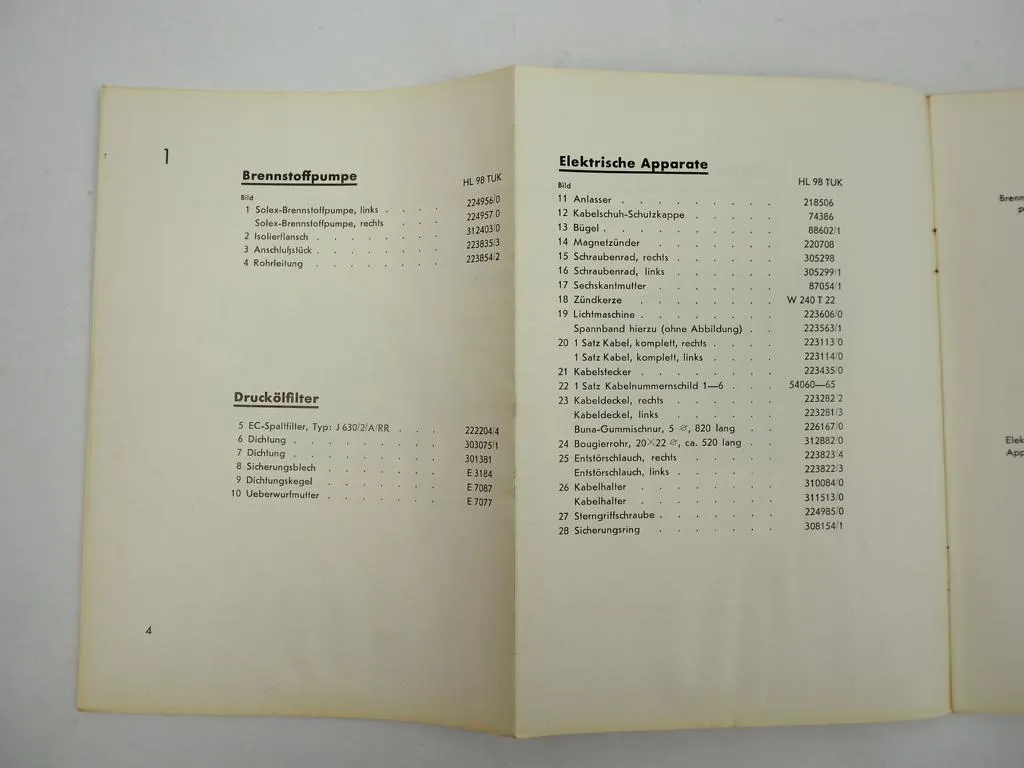 1
Brennstoffpumpe
HL 98 TUK
Bild
1 Solex-Brennstoffpumpe, links . . . . 224956/0
Solex-Brennstoffpumpe, rechts . . . 224957/0
2 Isolierflansch . . . . . . . . 312403/0
3 Anschlußstück . . . . . . . . 223835/3
4 Rohrleitung . . . . . . . . 223854/2
Druckölfilter
5 EC-Spaltfilter, Typ: J 630/2/A/RR . . . 222204/4
6 Dichtung . . . . . . . . . 303075/1
7 Dichtung . . . . . . . . . 301381
8 Sicherungsblech . . . . . . . E 3184
9 Dichtungskegel . . . . . . . E 7087
10 Ueberwurfmutter . . . . . . E 7077
4
Elektrische Apparate
HL 98 TUK
Bild
11 Anlasser . . . . . . . . . 218506
12 Kabelschuh-Schutzkappe . . . . . 74386
13 Bügel . . . . . . . . . . 88602/1
14 Magnetzünder . . . . . . . 220708
15 Schraubenrad, rechts . . . . . . 305298
16 Schraubenrad, links . . . . . . 305299/1
17 Sechskantmutter . . . . . . . 87054/1
18 Zündkerze . . . . . . . . W 240 T 22
19 Lichtmaschine . . . . . . . . 223606/0
Spannband hierzu (ohne Abbildung) . . 223563/1
20 1 Satz Kabel, komplett, rechts . . . . 223113/0
1 Satz Kabel, komplett, links . . . . 223114/0
21 Kabelstecker . . . . . . . . 223435/0
22 1 Satz Kabelnummernschild 1—6 . . . 54060—65
23 Kabeldeckel, rechts . . . . . . 223282 2
Kabeldeckel, links . . . . . . 223281/3
Buna-Gummischnur, 5 ⌀, 820 lang . . 226167/0
24 Bougierrohr, 20×22 ⌀, ca. 520 lang . . 312882/0
25 Entstörschlauch, rechts . . . . . 223823/4
Entstörschlauch, links . . . . . . 223822/3
26 Kabelhalter . . . . . . . . 310084/0
Kabelhalter . . . . . . . . 311513/0
27 Sterngriffschraube . . . . . . . 224985/0
28 Sicherungsring . . . . . . . 308154/1
Brenn
P
Elek
App